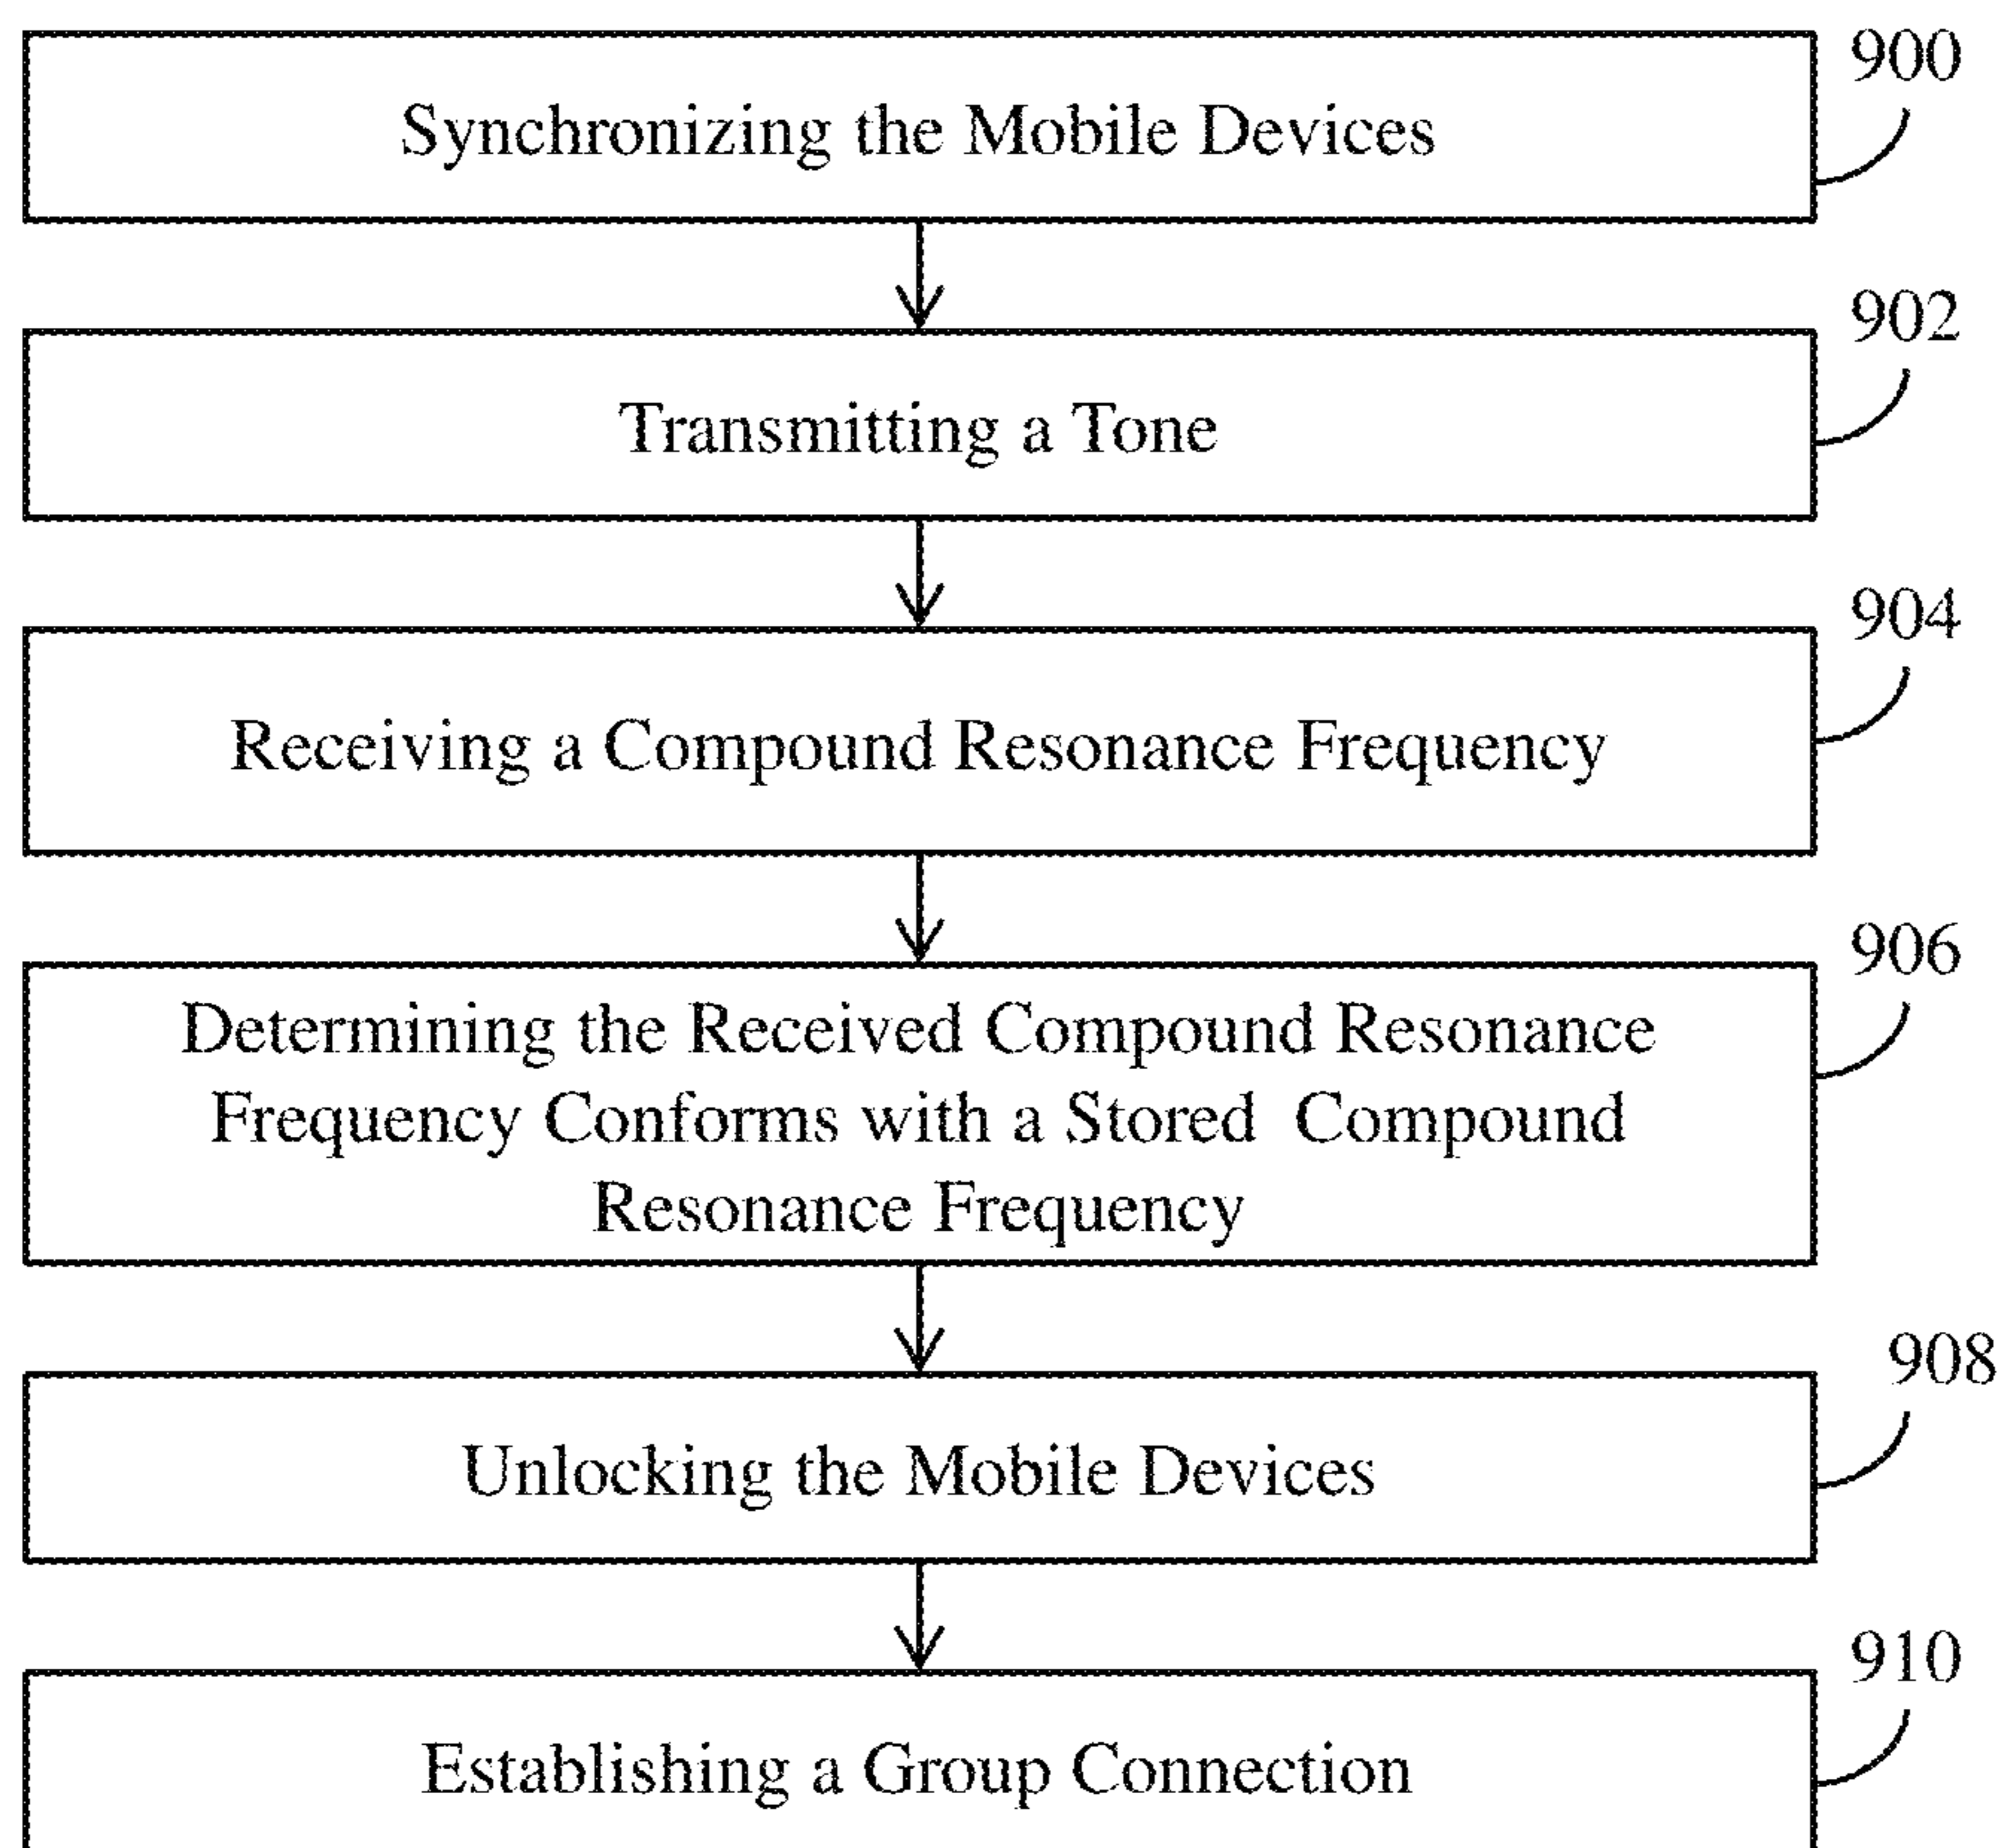 900
Synchronizing the Mobile Devices
902
Transmitting a Tone
904
Receiving a Compound Resonance Frequency
906
Determining the Received Compound Resonance
Frequency Conforms with a Stored Compound
Resonance Frequency
908
Unlocking the Mobile Devices
910
Establishing a Group Connection